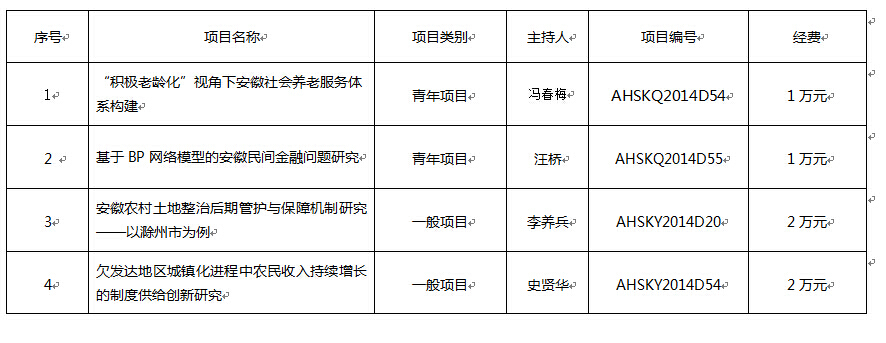 序号 项目名称 项目类别 主持人 项目编号 经费
1 “积极老龄化”视角下安徽社会养老服务体 青年项目 冯春梅 AHSKQ2014D54 1万元
系构建
2 基于 BP 网络模型的安徽民间金融问题研究 青年项目 汪桥 AHSKQ2014D55 1万元
3 安徽农村土地整治后期管护与保障机制研究 一般项目 李养兵 AHSKY2014D20 2万元
——以滁州市为例
4 欠发达地区城镇化进程中农民收入持续增长 一般项目 史贤华 AHSKY2014D54 2万元
的制度供给创新研究